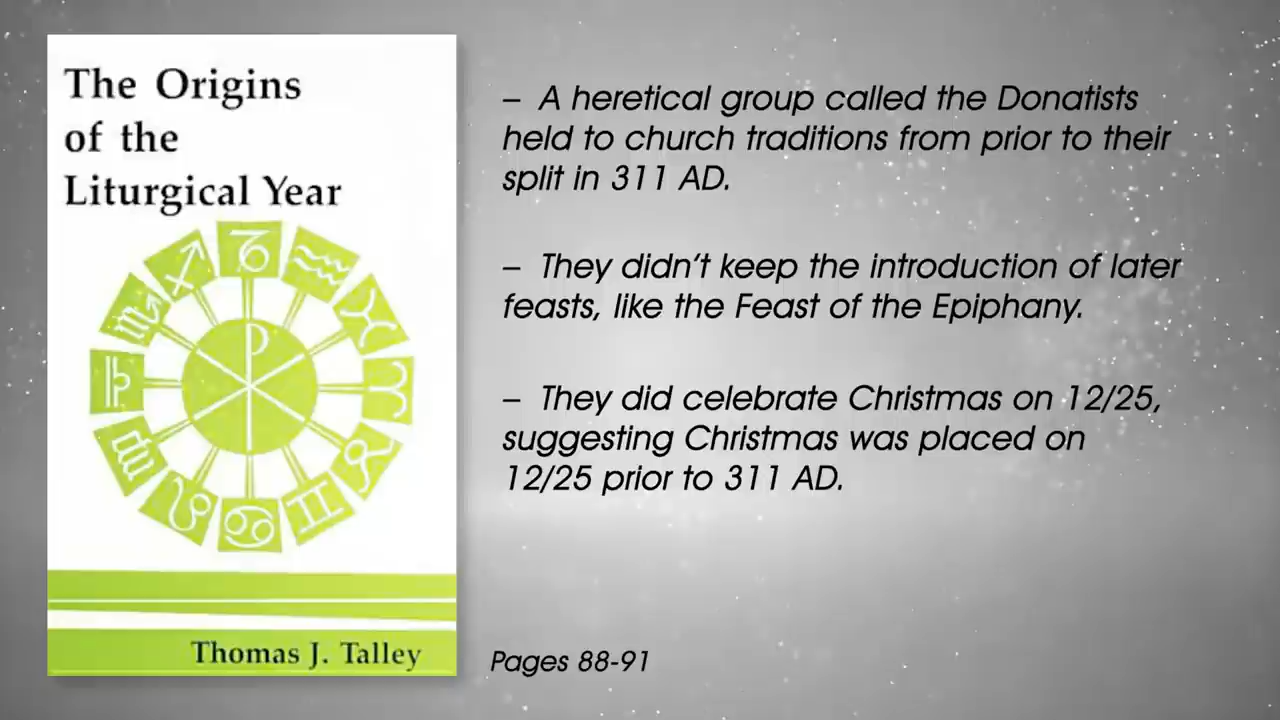 The Origins
of the
Liturgical Year
Thomas J. Talley
– A heretical group called the Donatists
held to church traditions from prior to their
split in 311 AD.
– They didn't keep the introduction of later
feasts, like the Feast of the Epiphany.
– They did celebrate Christmas on 12/25,
suggesting Christmas was placed on
12/25 prior to 311 AD.
Pages 88-91